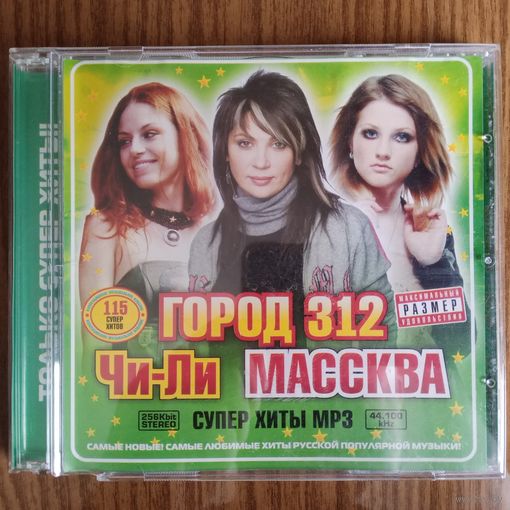 ТОЛЬКО СУПЕР ХИТЫ!!
115
СУПЕР
ХИТОВ
МАКСИМАЛЬНЫЙ
РАЗМЕР
УДОВОЛЬСТВИЯ
ГОРОД 312
Чи-Ли МАССКВА
256Kbit
STEREO
СУПЕР ХИТЫ MP3
44.100
kHz
САМЫЕ НОВЫЕ! САМЫЕ ЛЮБИМЫЕ ХИТЫ РУССКОЙ ПОПУЛЯРНОЙ МУЗЫКИ!